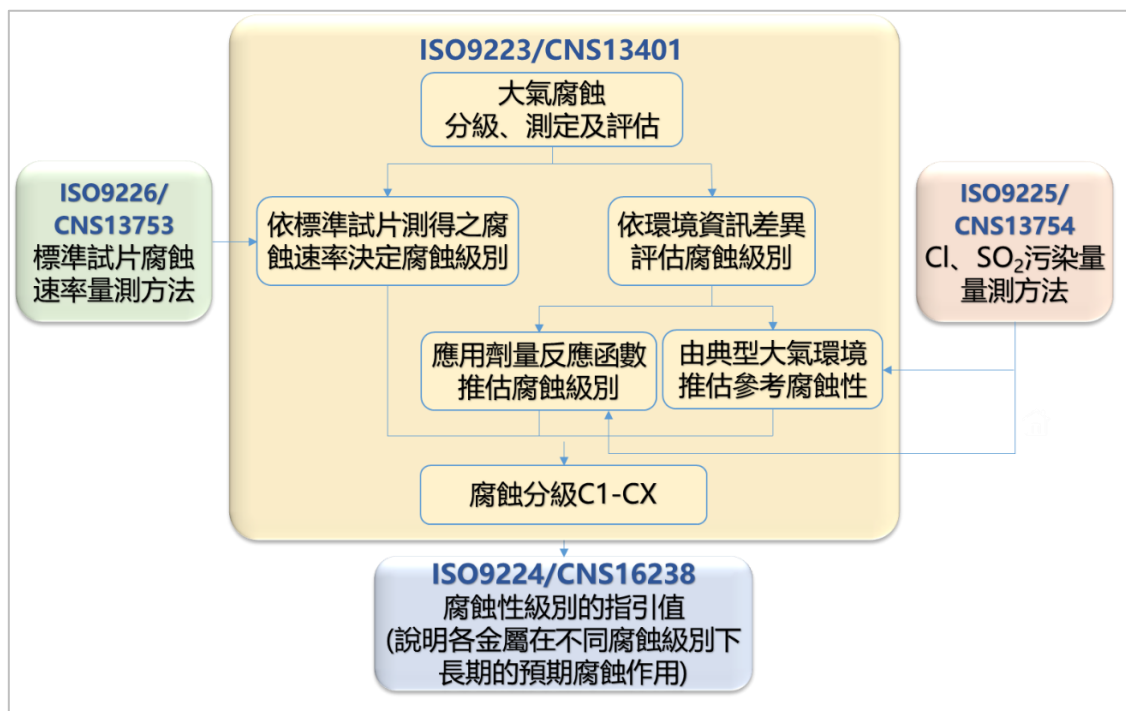 ISO9223/CNS13401
大氣腐蝕
分級、測定及評估
ISO9226/
CNS13753
標準試片腐蝕
速率量測方法
依標準試片測得之腐
蝕速率決定腐蝕級別
依環境資訊差異
評估腐蝕級別
ISO9225/
CNS13754
Cl、SO₂污染量
量測方法
應用劑量反應函數
推估腐蝕級別
由典型大氣環境
推估參考腐蝕性
腐蝕分級C1-CX
ISO9224/CNS16238
腐蝕性級別的指引值
(說明各金屬在不同腐蝕級別下
長期的預期腐蝕作用)